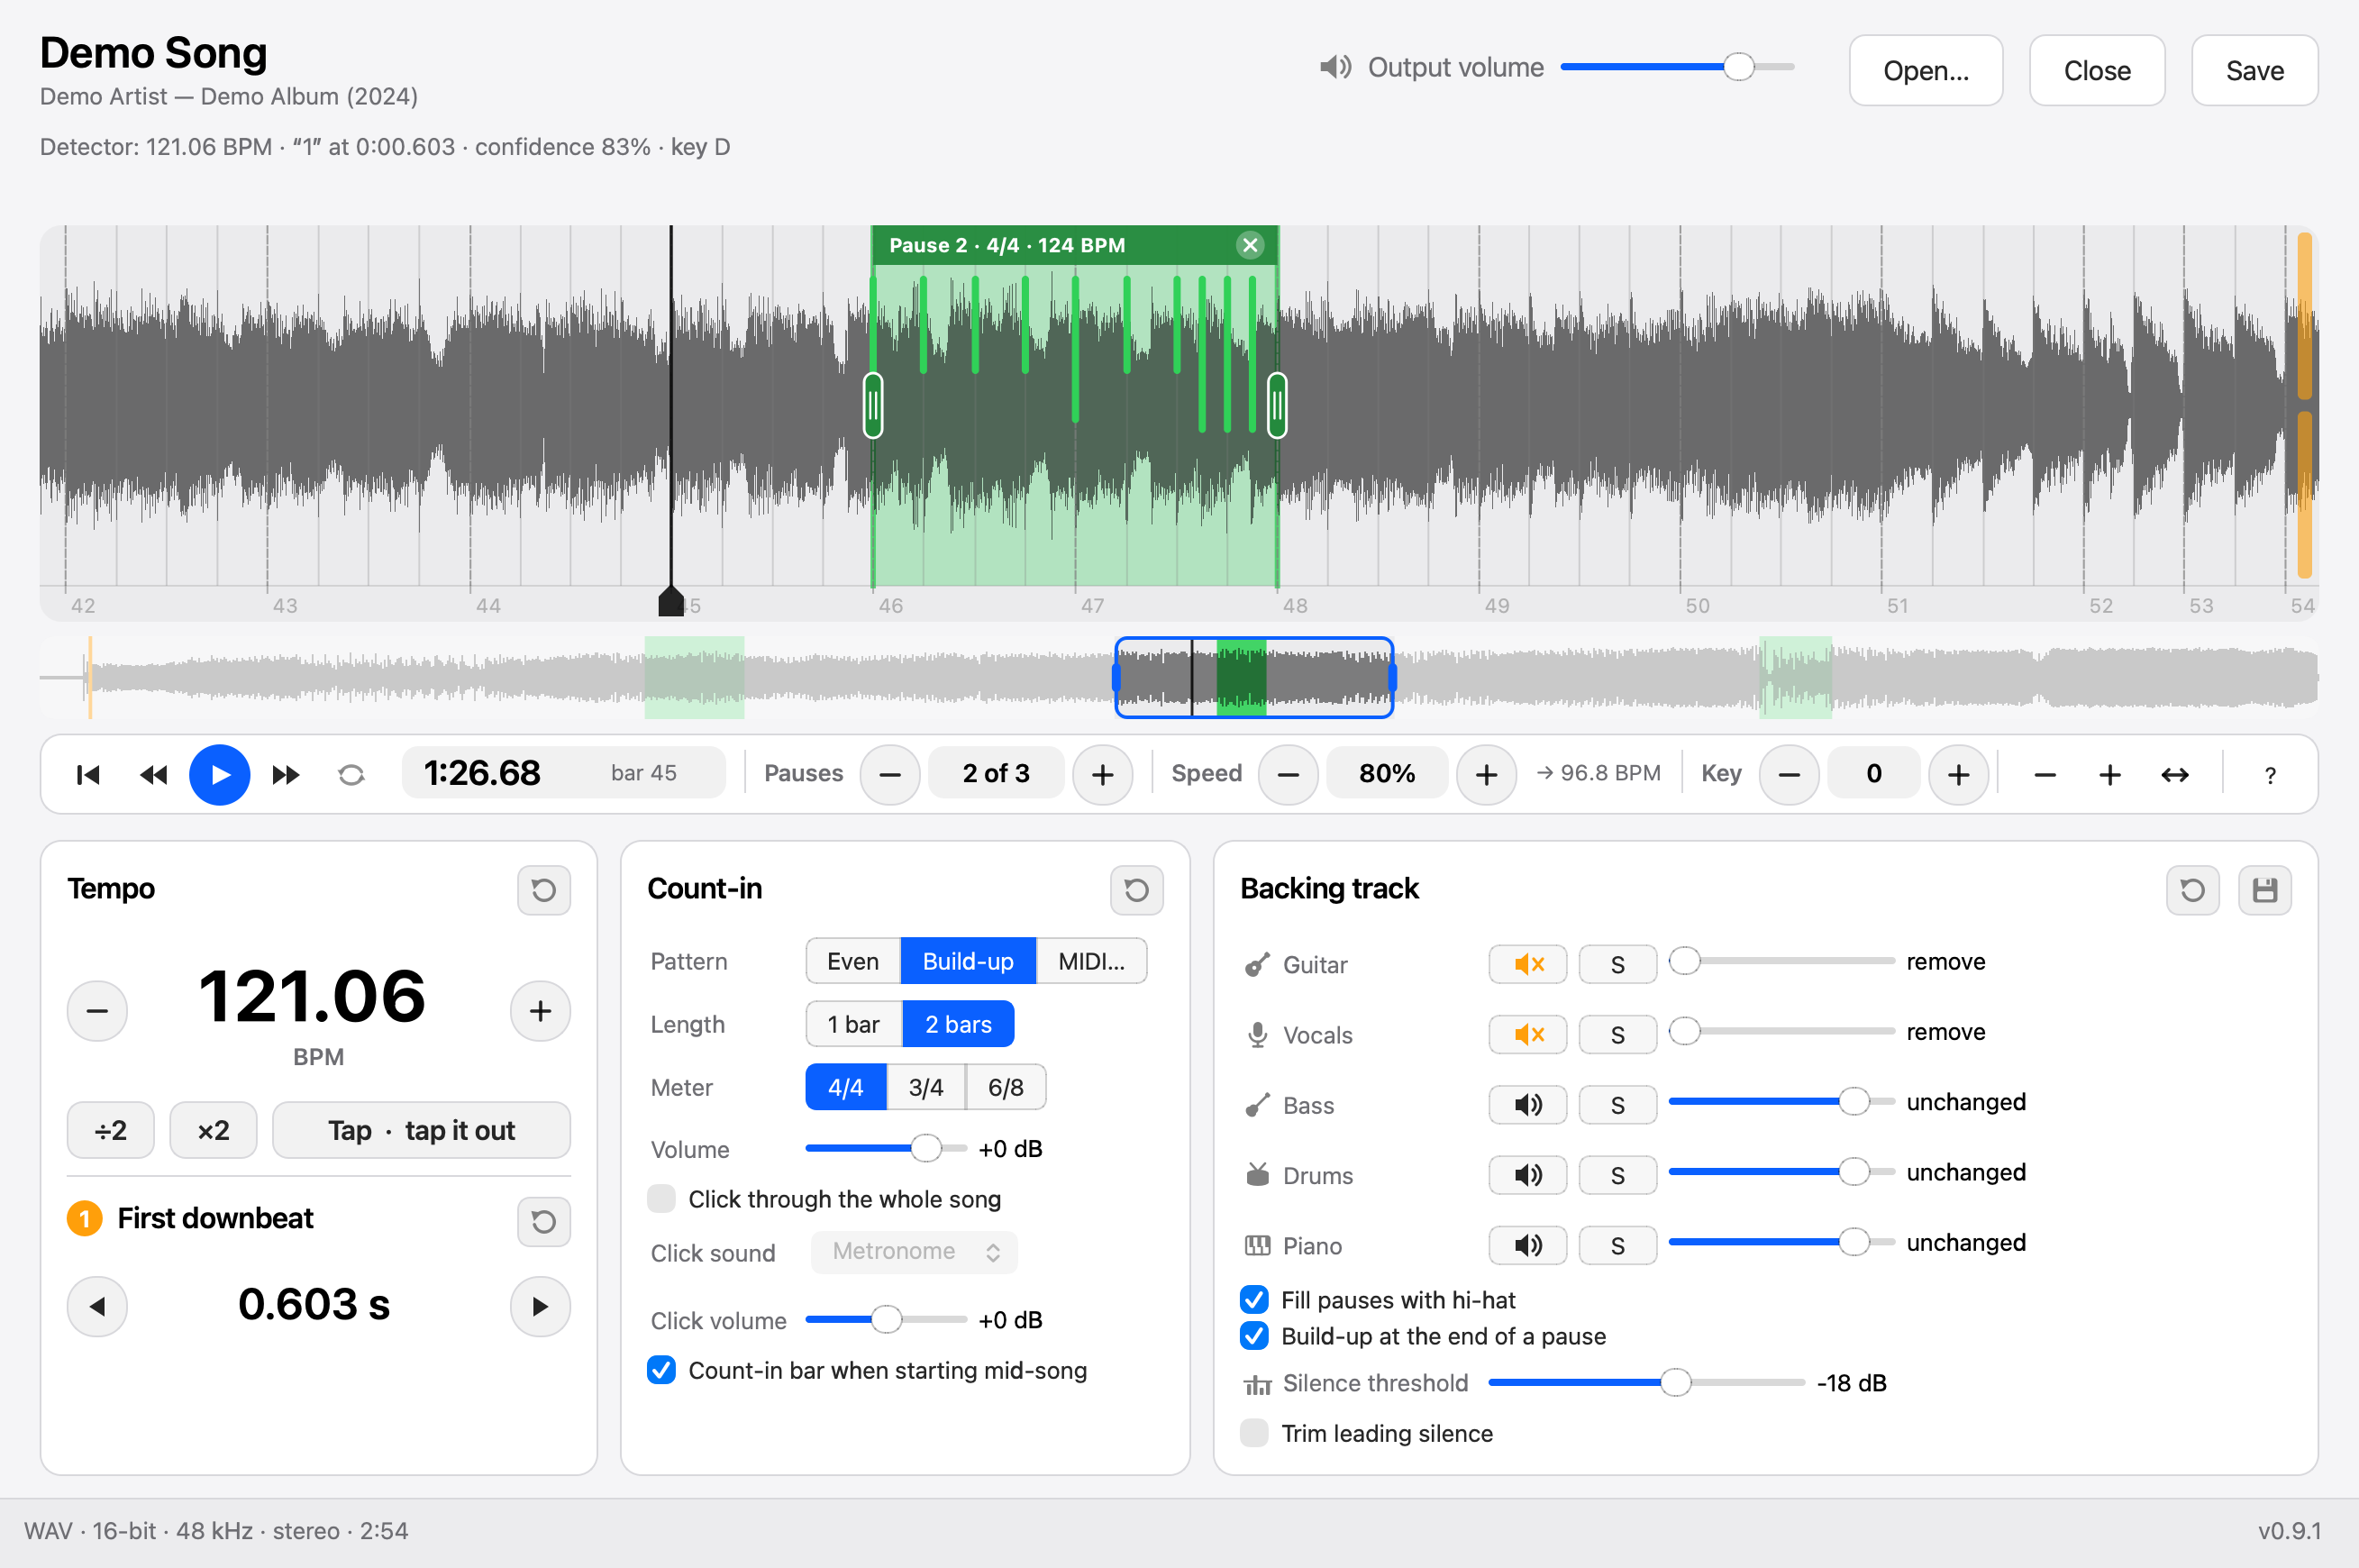 Demo Song
Demo Artist — Demo Album (2024)
Detector: 121.06 BPM · “1” at 0:00.603 · confidence 83% · key D
Output volume
Open...
Close
Save
Pause 2 · 4/4 · 124 BPM
42 43 44 45 46 47 48 49 50 51 52 53 54
1:26.68 bar 45 Pauses − 2 of 3 + Speed − 80% + → 96.8 BPM Key − 0 + − + ↔ ?
Tempo
− 121.06 +
BPM
÷2 ×2 Tap · tap it out
1 First downbeat
0.603 s
Count-in
Pattern Even Build-up MIDI...
Length 1 bar 2 bars
Meter 4/4 3/4 6/8
Volume +0 dB
Click through the whole song
Click sound Metronome
Click volume +0 dB
Count-in bar when starting mid-song
Backing track
Guitar S remove
Vocals S remove
Bass S unchanged
Drums S unchanged
Piano S unchanged
Fill pauses with hi-hat
Build-up at the end of a pause
Silence threshold -18 dB
Trim leading silence
WAV · 16-bit · 48 kHz · stereo · 2:54
v0.9.1